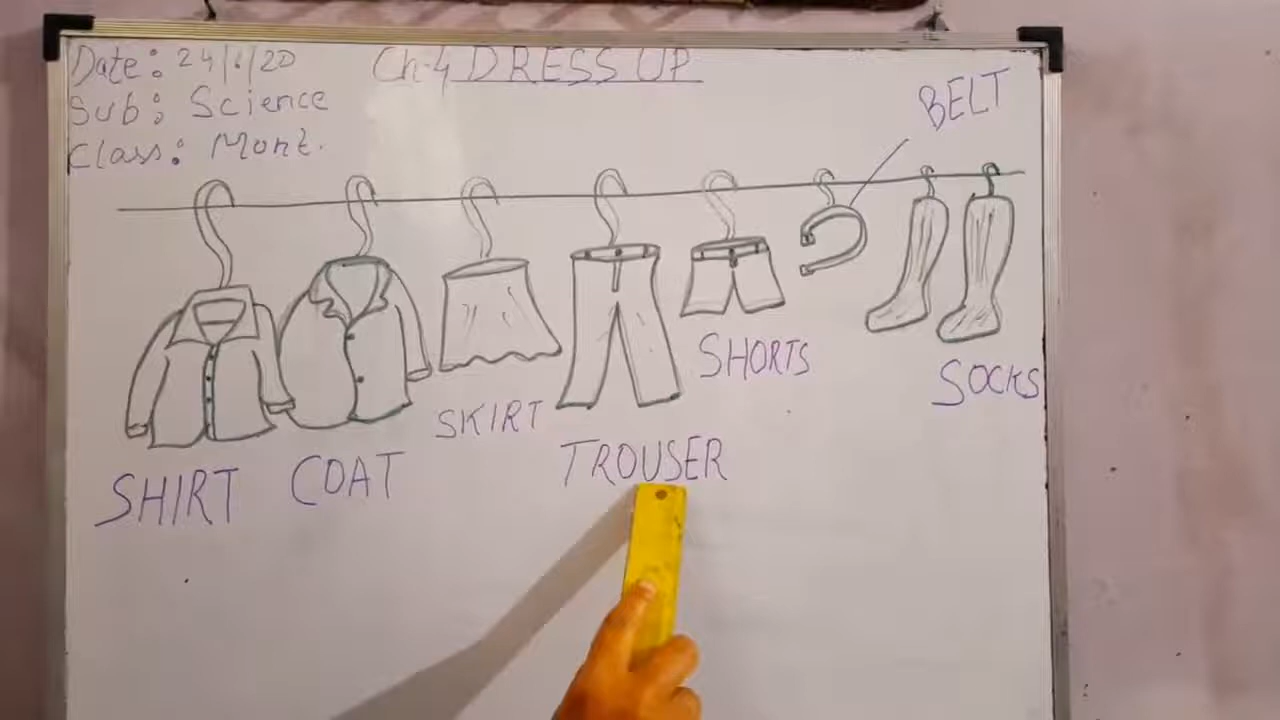 Date: 24/6/20
Ch-4 DRESS UP
Sub: Science
Class: Mont.
BELT
SHIRT
COAT
SKIRT
TROUSER
SHORTS
SOCKS